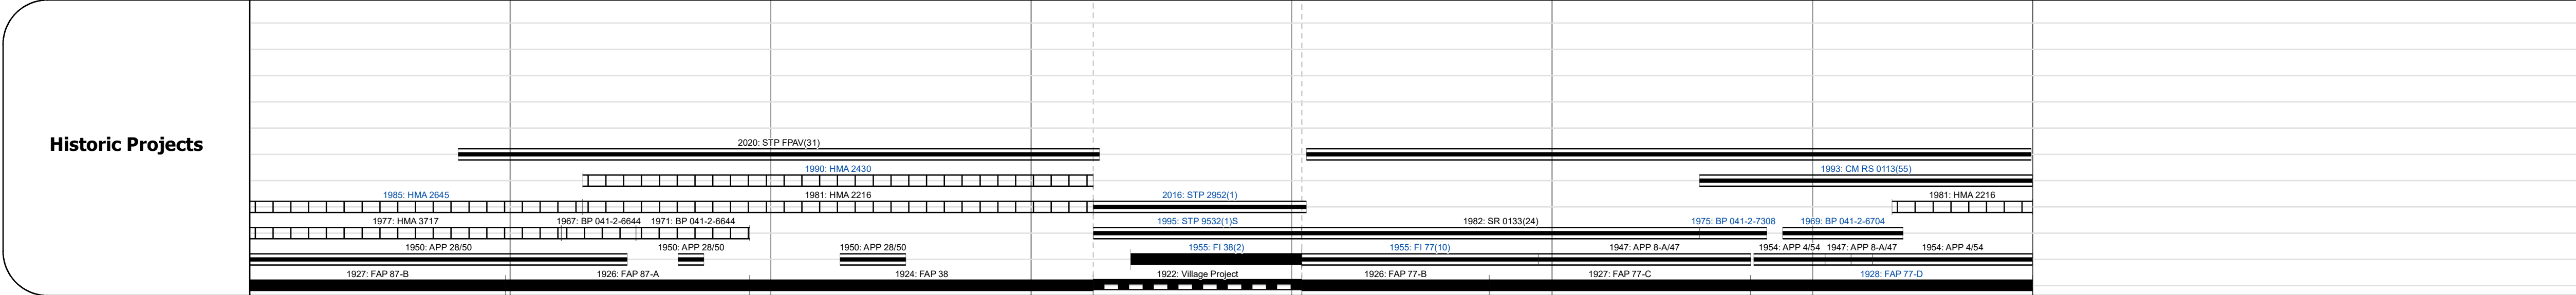 Historic Projects
2020: STP FPAV(31)
1990: HMA 2430
1993: CM RS 0113(55)
1985: HMA 2645
1981: HMA 2216
2016: STP 2952(1)
1981: HMA 2216
1977: HMA 3717
1967: BP 041-2-6644
1971: BP 041-2-6644
1995: STP 9532(1)S
1982: SR 0133(24)
1975: BP 041-2-7308
1969: BP 041-2-6704
1950: APP 28/50
1950: APP 28/50
1950: APP 28/50
1955: FI 38(2)
1955: FI 77(10)
1947: APP 8-A/47
1954: APP 4/54
1947: APP 8-A/47
1954: APP 4/54
1927: FAP 87-B
1926: FAP 87-A
1924: FAP 38
1922: Village Project
1926: FAP 77-B
1927: FAP 77-C
1928: FAP 77-D